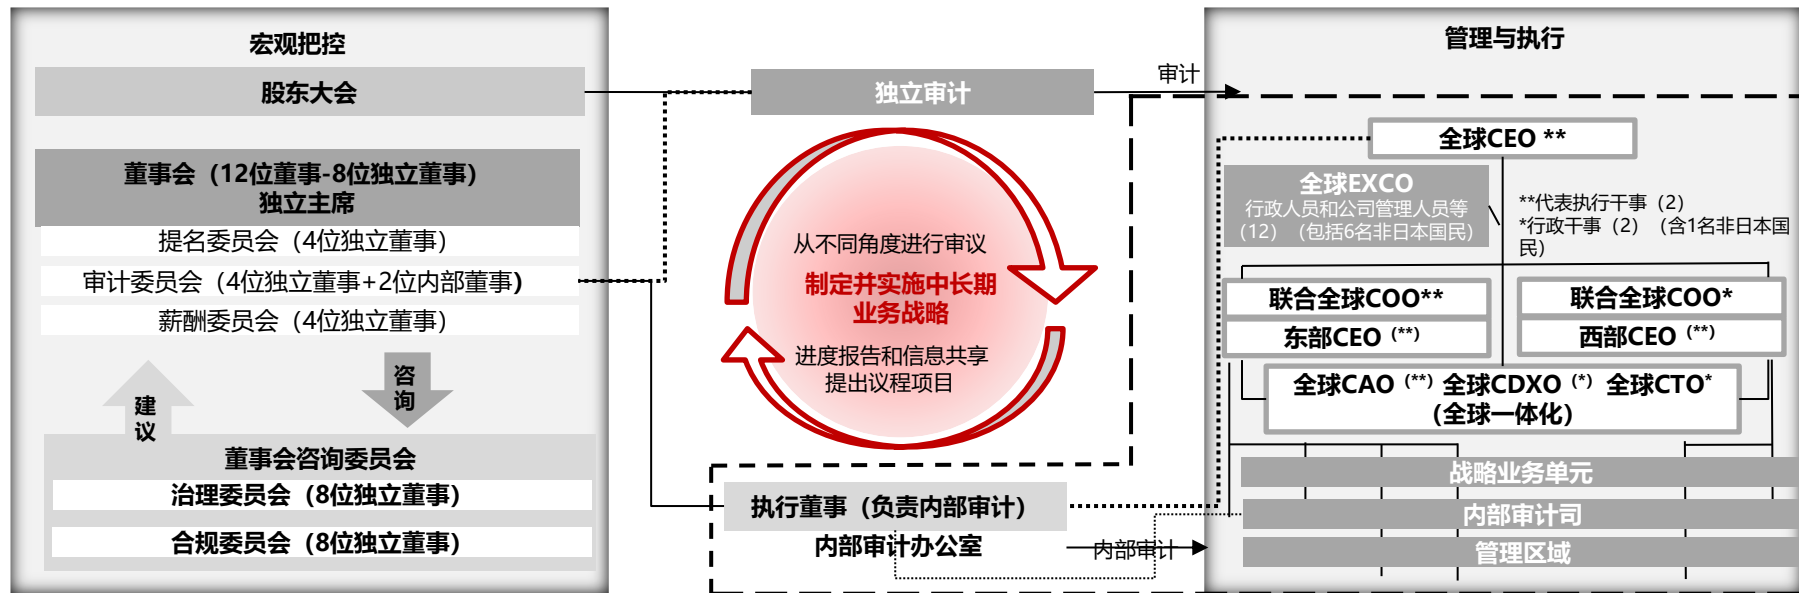 宏观把控
股东大会
董事会（12位董事-8位独立董事）
独立主席
提名委员会（4位独立董事）
审计委员会（4位独立董事+2位内部董事）
薪酬委员会（4位独立董事）
建议
咨询
董事会咨询委员会
治理委员会（8位独立董事）
合规委员会（8位独立董事）
独立审计
审计
从不同角度进行审议
制定并实施中长期
业务战略
进度报告和信息共享
提出议程项目
执行董事（负责内部审计）
内部审计办公室
内部审计
管理与执行
全球CEO **
全球EXCO
行政人员和公司管理人员等
（12）（包括6名非日本国民）
**代表执行干事（2）
*行政干事（2）（含1名非日本国
民）
联合全球COO**
东部CEO（**）
联合全球COO*
西部CEO（**）
全球CAO（**）全球CDXO（*）全球CTO*
（全球一体化）
战略业务单元
内部审计司
管理区域